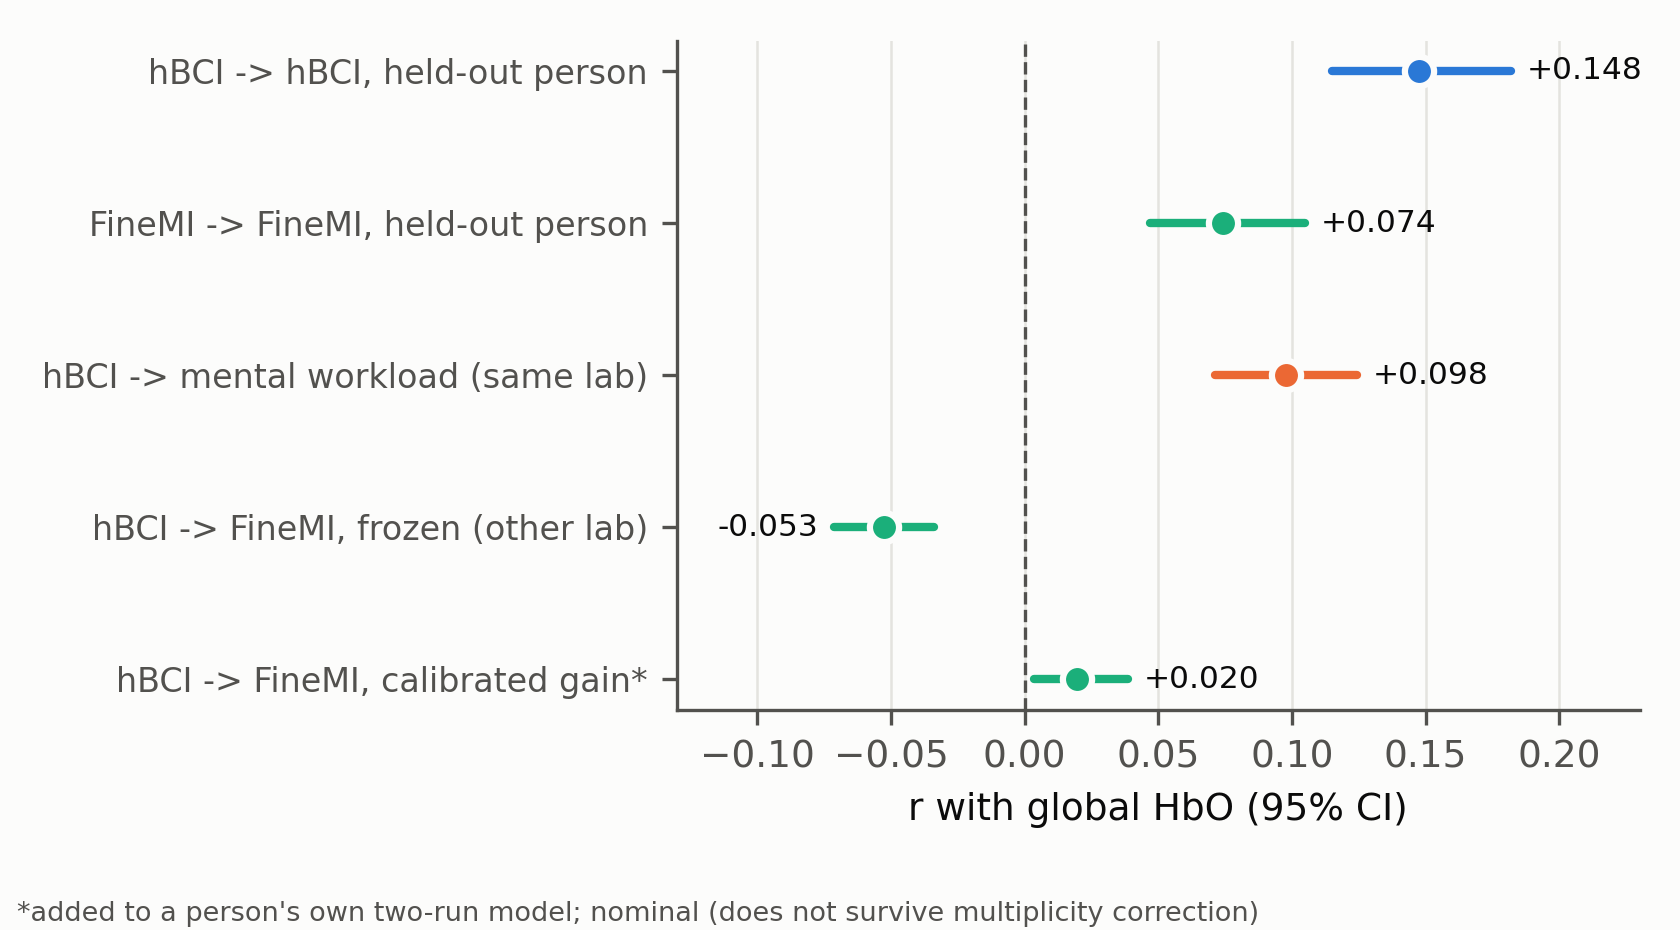 hBCI -> hBCI, held-out person
+0.148
FineMI -> FineMI, held-out person
+0.074
hBCI -> mental workload (same lab)
+0.098
hBCI -> FineMI, frozen (other lab)
-0.053
hBCI -> FineMI, calibrated gain*
+0.020
−0.10 −0.05 0.00 0.05 0.10 0.15 0.20
r with global HbO (95% CI)
*added to a person's own two-run model; nominal (does not survive multiplicity correction)